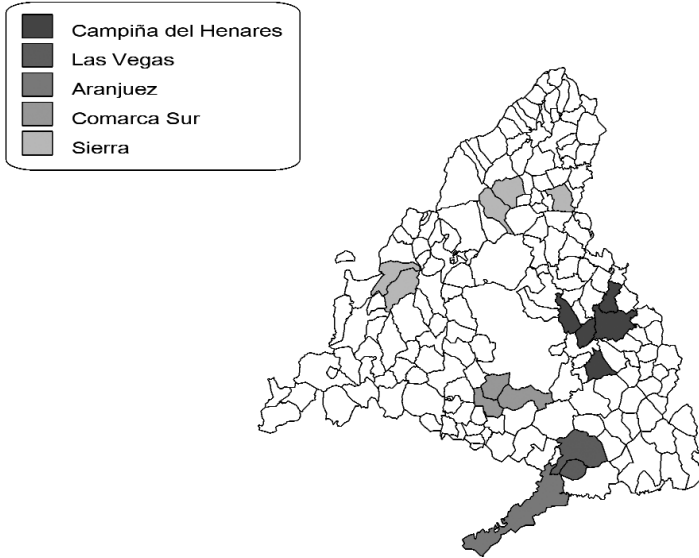 Campiña del Henares
Las Vegas
Aranjuez
Comarca Sur
Sierra